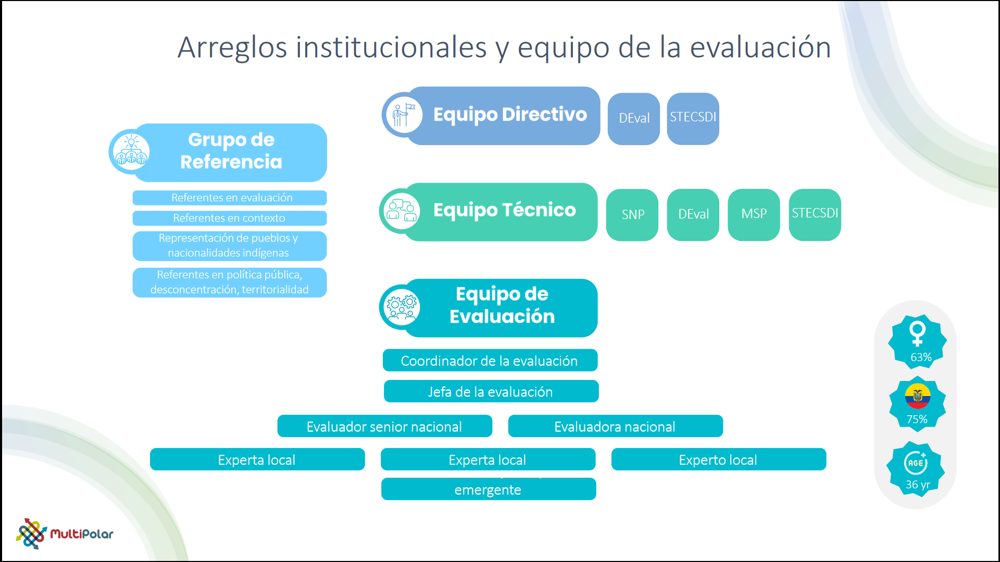 Arreglos institucionales y equipo de la evaluación
Grupo de
Referencia
Referentes en evaluación
Referentes en contexto
Representación de pueblos y
nacionalidades indígenas
Referentes en política pública,
desconcentración, territorialidad
Equipo Directivo
DEval
STECSDI
Equipo Técnico
SNP
DEval
MSP
STECSDI
Equipo de
Evaluación
Coordinador de la evaluación
Jefa de la evaluación
Evaluador senior nacional
Evaluadora nacional
Experta local
Experta local
Experto local
emergente
63%
75%
AGE
36 yr
MultiPolar